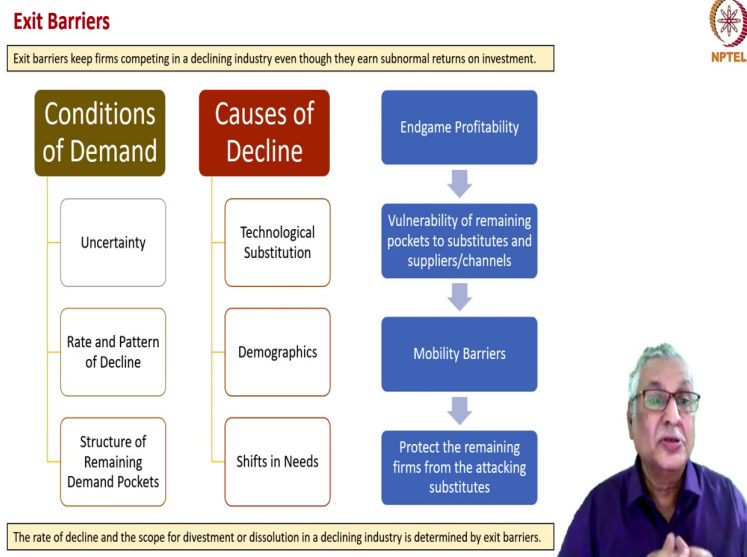 Exit Barriers
NPTEL
Exit barriers keep firms competing in a declining industry even though they earn subnormal returns on investment.
Conditions
of Demand
Uncertainty
Rate and Pattern
of Decline
Structure of
Remaining
Demand Pockets
Causes of
Decline
Technological
Substitution
Demographics
Shifts in Needs
Endgame Profitability
Vulnerability of remaining
pockets to substitutes and
suppliers/channels
Mobility Barriers
Protect the remaining
firms from the attacking
substitutes
The rate of decline and the scope for divestment or dissolution in a declining industry is determined by exit barriers.